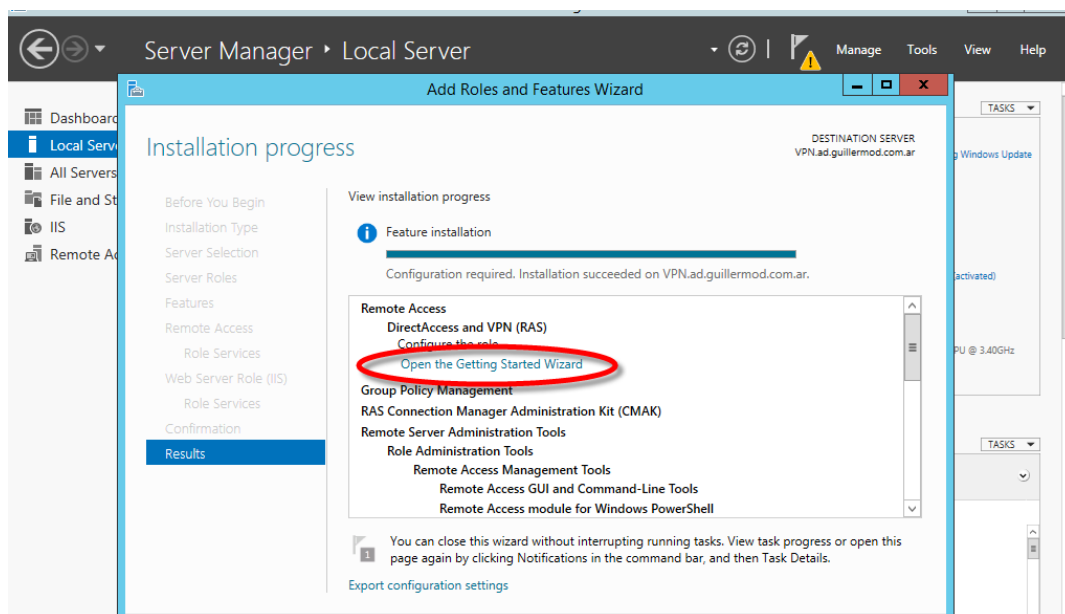 Server Manager ‣ Local Server
Manage Tools View Help
Add Roles and Features Wizard
Installation progress
DESTINATION SERVER
VPN.ad.guillermod.com.ar
Dashboard
Local Serve
All Servers
File and St
IIS
Remote Ac
Before You Begin
Installation Type
Server Selection
Server Roles
Features
Remote Access
Role Services
Web Server Role (IIS)
Role Services
Confirmation
Results
View installation progress
Feature installation
Configuration required. Installation succeeded on VPN.ad.guillermod.com.ar.
Remote Access
DirectAccess and VPN (RAS)
Configure the role
Open the Getting Started Wizard
Group Policy Management
RAS Connection Manager Administration Kit (CMAK)
Remote Server Administration Tools
Role Administration Tools
Remote Access Management Tools
Remote Access GUI and Command-Line Tools
Remote Access module for Windows PowerShell
1
You can close this wizard without interrupting running tasks. View task progress or open this
page again by clicking Notifications in the command bar, and then Task Details.
Export configuration settings
TASKS
g Windows Update
(activated)
PU @ 3.40GHz
TASKS